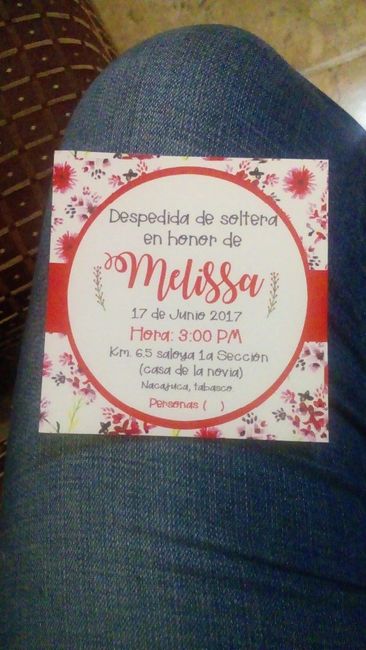 Despedida de soltera
en honor de
Melissa
17 de Junio 2017
Hora: 3:00 PM
Km. 6.5 saloya 1a Sección
(casa de la novia)
Nacajuca, Tabasco.
Personas ( )